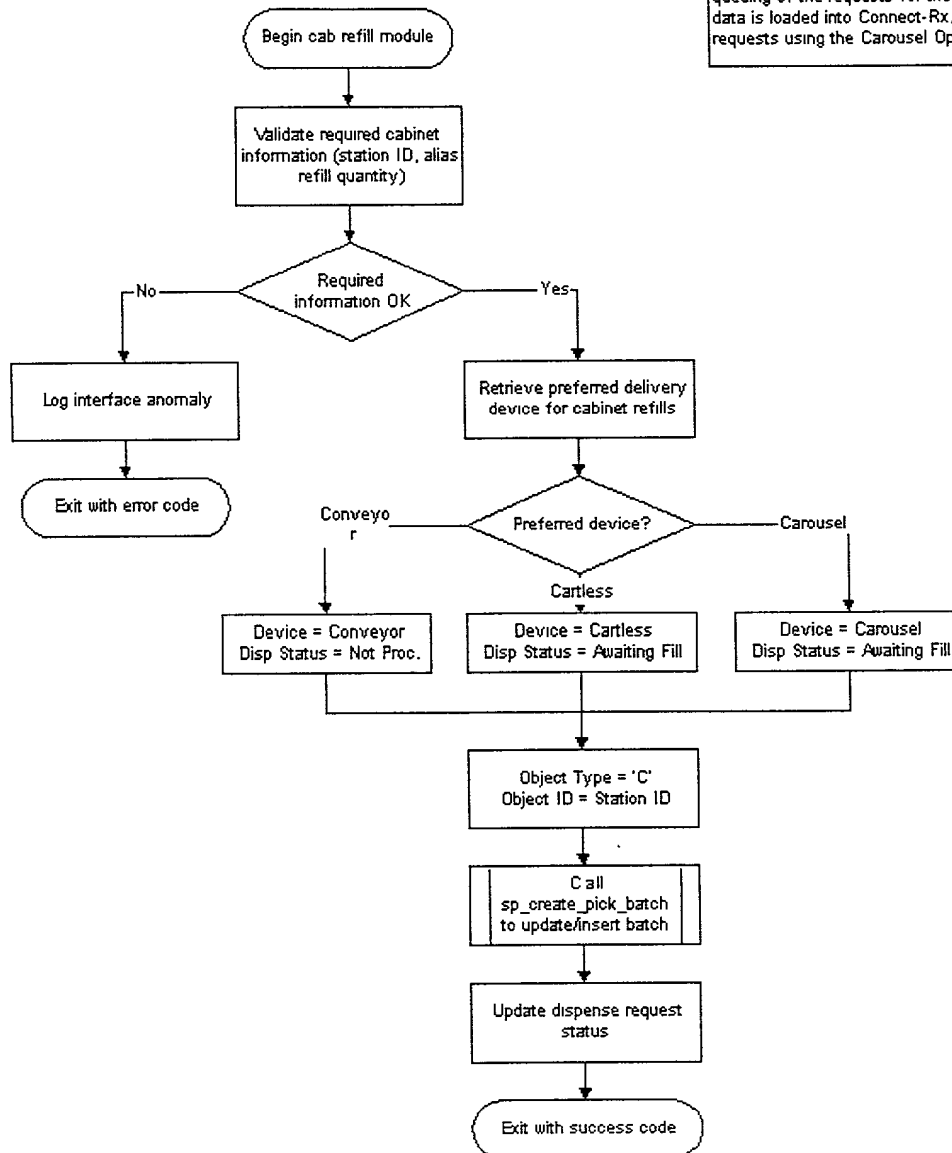 queuing of the requests for the
data is loaded into Connect-Rx,
requests using the Carousel Op
Begin cab refill module
Validate required cabinet
information (station ID, alias
refill quantity)
Required
information OK
No
Yes
Log interface anomaly
Retrieve preferred delivery
device for cabinet refills
Exit with error code
Preferred device?
Conveyo
r
Carousel
Cartless
Device = Conveyor
Disp Status = Not Proc.
Device = Cartless
Disp Status = Awaiting Fill
Device = Carousel
Disp Status = Awaiting Fill
Object Type = 'C'
Object ID = Station ID
Call
sp_create_pick_batch
to update/insert batch
Update dispense request
status
Exit with success code